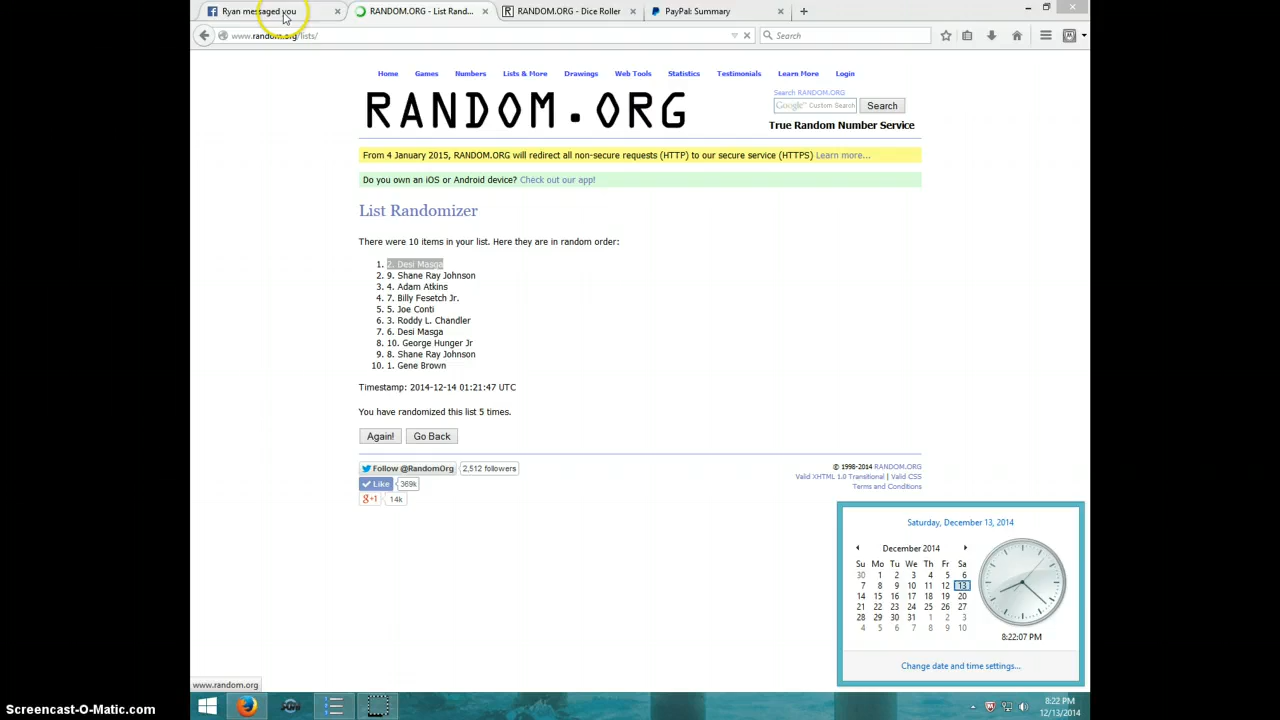 Ryan messaged you
RANDOM.ORG - List Rand...
RANDOM.ORG - Dice Roller
PayPal: Summary
www.random.org/lists/
Search
Home Games Numbers Lists & More Drawings Web Tools Statistics Testimonials Learn More Login
RANDOM.ORG
Search RANDOM.ORG
Google™ Custom Search
Search
True Random Number Service
From 4 January 2015, RANDOM.ORG will redirect all non-secure requests (HTTP) to our secure service (HTTPS) Learn more...
Do you own an iOS or Android device? Check out our app!
List Randomizer
There were 10 items in your list. Here they are in random order:
1. 2. Desi Masga
2. 9. Shane Ray Johnson
3. 4. Adam Atkins
4. 7. Billy Fesetch Jr.
5. 5. Joe Conti
6. 3. Roddy L. Chandler
7. 6. Desi Masga
8. 10. George Hunger Jr
9. 8. Shane Ray Johnson
10. 1. Gene Brown
Timestamp: 2014-12-14 01:21:47 UTC
You have randomized this list 5 times.
Again! Go Back
Follow @RandomOrg 2,512 followers
Like 369k
g+1 14k
© 1998-2014 RANDOM.ORG
Valid XHTML 1.0 Transitional | Valid CSS
Terms and Conditions
Saturday, December 13, 2014
December 2014
Su Mo Tu We Th Fr Sa
30 1 2 3 4 5 6
7 8 9 10 11 12 13
14 15 16 17 18 19 20
21 22 23 24 25 26 27
28 29 30 31 1 2 3
4 5 6 7 8 9 10
8:22:07 PM
Change date and time settings...
www.random.org
8:22 PM
12/13/2014
Screencast-O-Matic.com